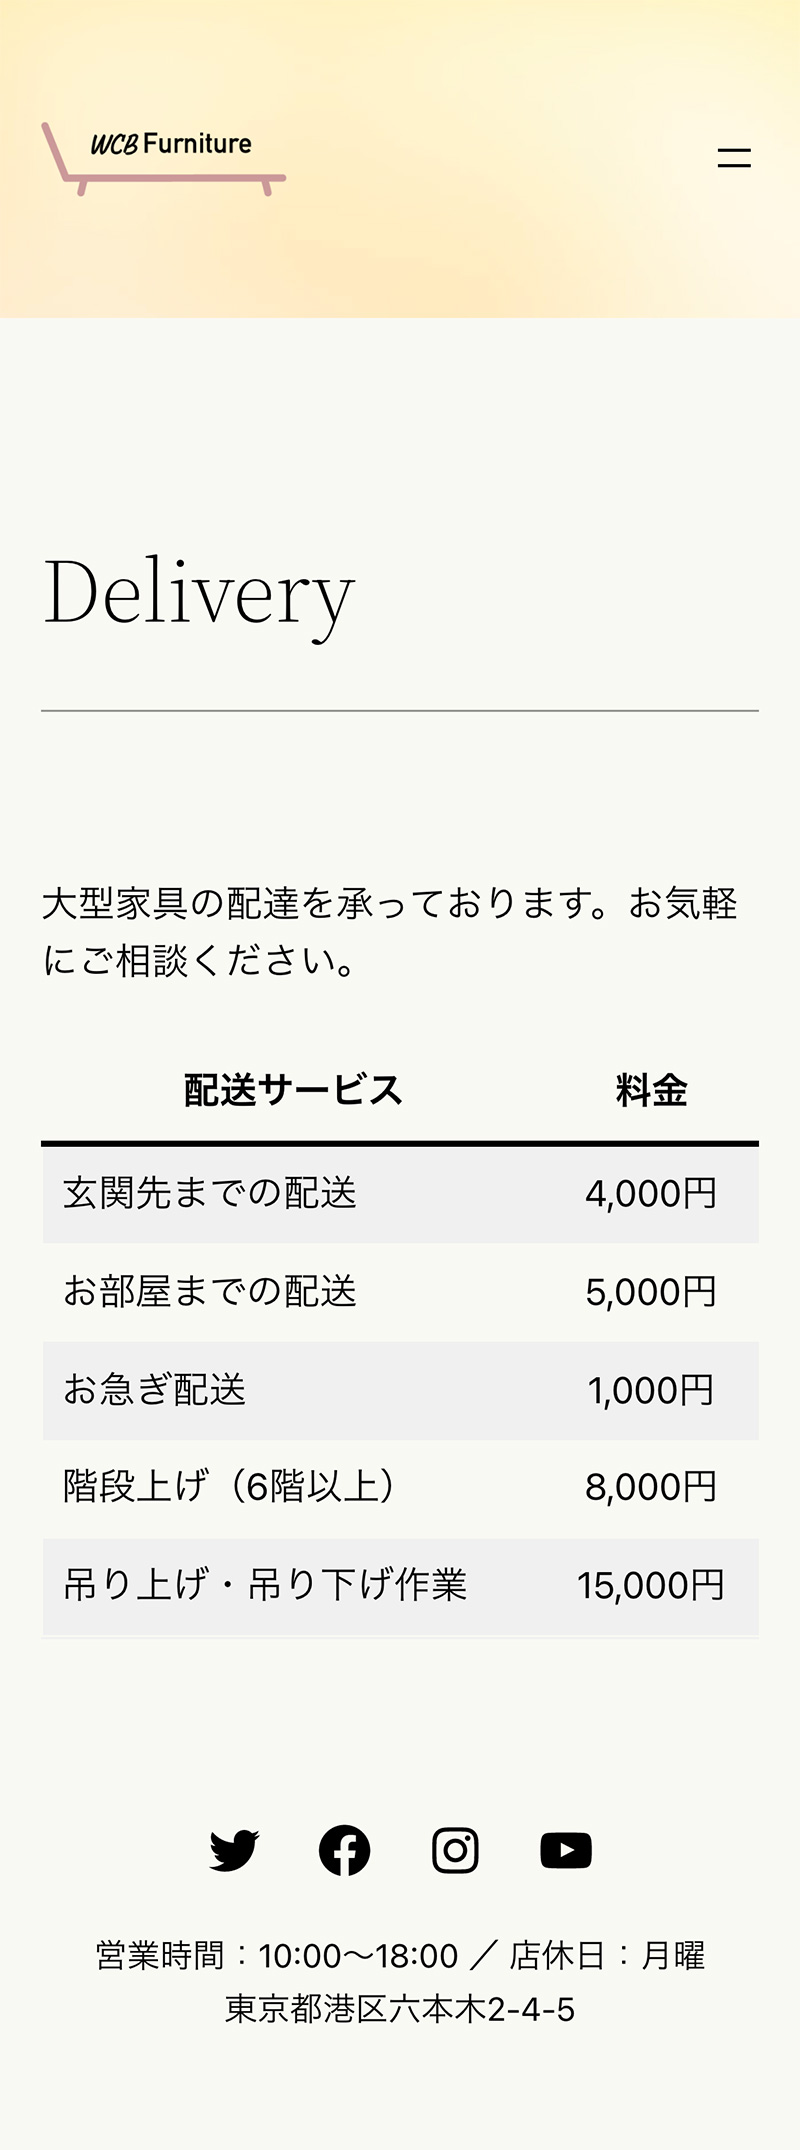 WCB Furniture
Delivery
大型家具の配達を承っております。お気軽
にご相談ください。
配送サービス 料金
玄関先までの配送 4,000円
お部屋までの配送 5,000円
お急ぎ配送 1,000円
階段上げ（6階以上） 8,000円
吊り上げ・吊り下げ作業 15,000円
営業時間：10:00〜18:00 ／ 店休日：月曜
東京都港区六本木2-4-5